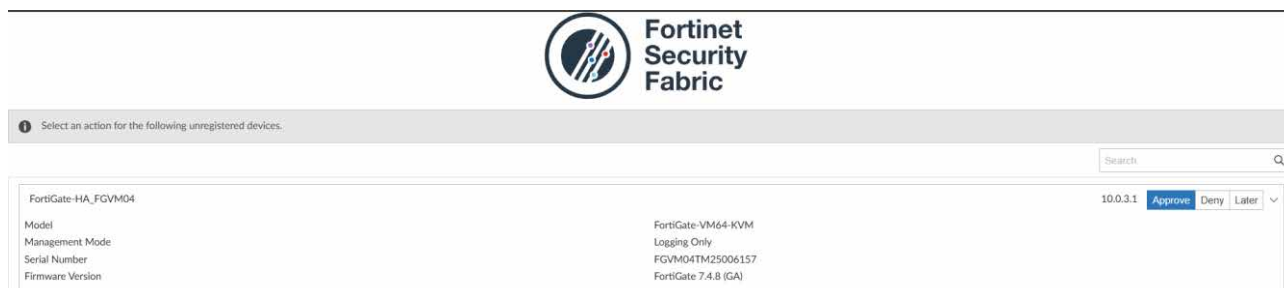 Fortinet
Security
Fabric
Select an action for the following unregistered devices.
Search
FortiGate-HA_FGVM04 10.0.3.1 Approve Deny Later
Model FortiGate-VM64-KVM
Management Mode Logging Only
Serial Number FGVM04TM25006157
Firmware Version FortiGate 7.4.8 (GA)